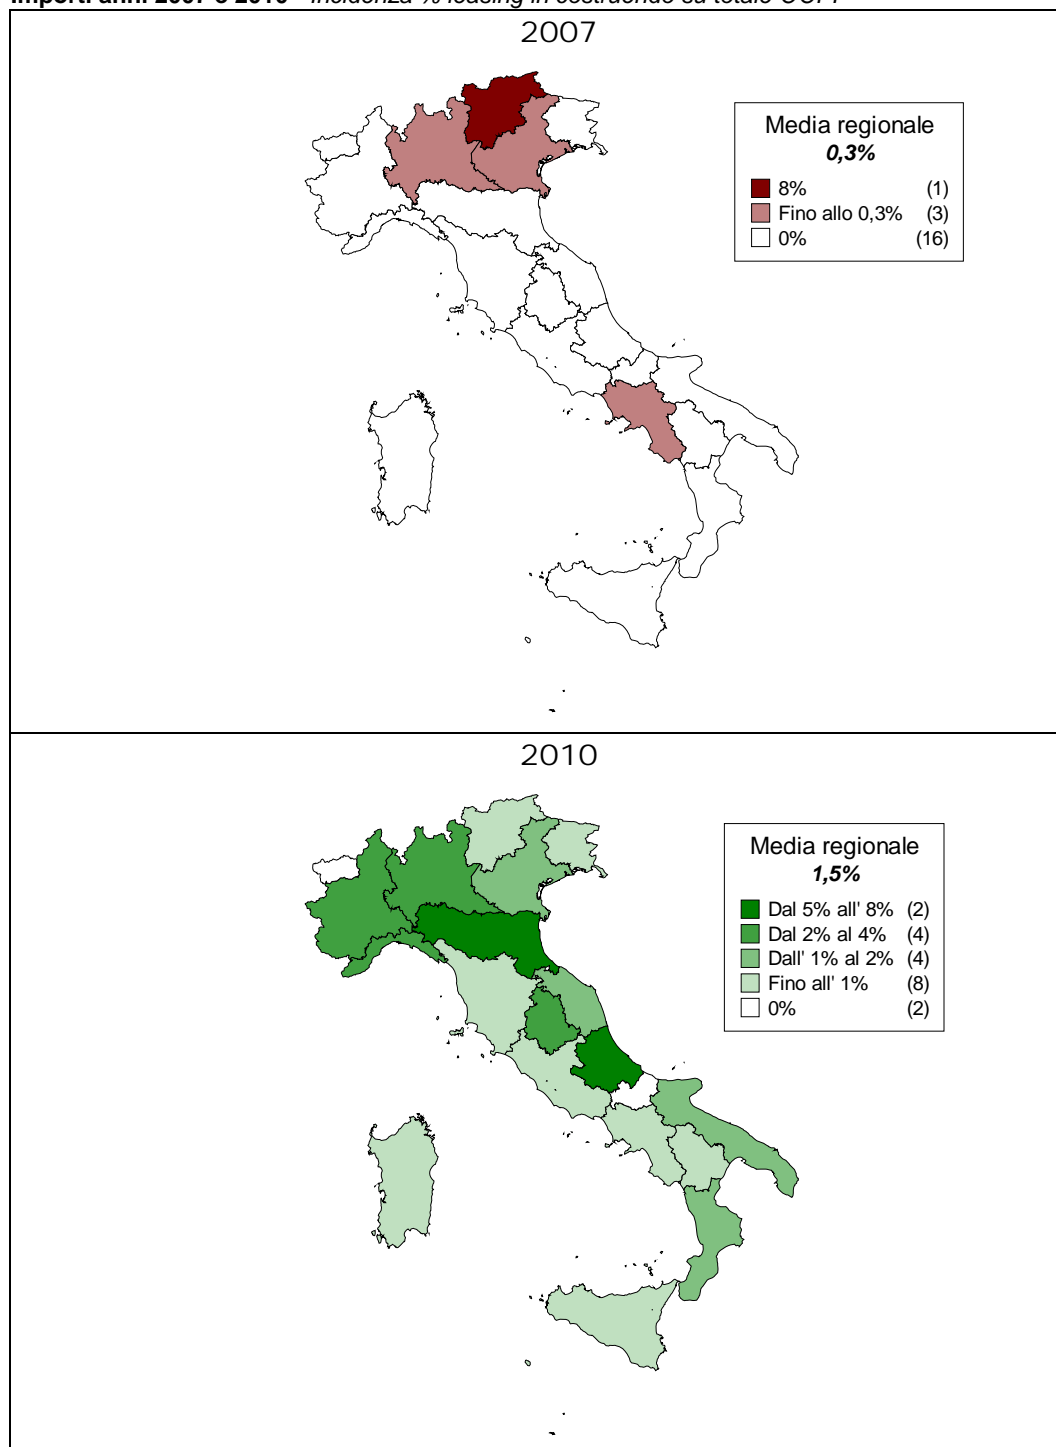 2007
Media regionale
0,3%
8% (1)
Fino allo 0,3% (3)
0% (16)
2010
Media regionale
1,5%
Dal 5% all' 8% (2)
Dal 2% al 4% (4)
Dall' 1% al 2% (4)
Fino all' 1% (8)
0% (2)